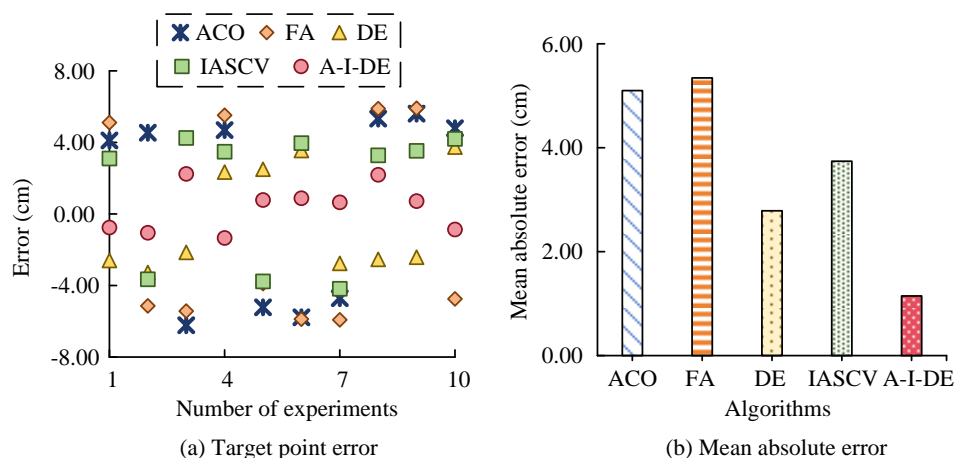 ACO FA DE
IASCV A-I-DE
8.00
4.00
0.00
-4.00
-8.00
Error (cm)
1 4 7 10
Number of experiments
(a) Target point error
6.00
4.00
2.00
0.00
Mean absolute error (cm)
ACO FA DE IASCV A-I-DE
Algorithms
(b) Mean absolute error